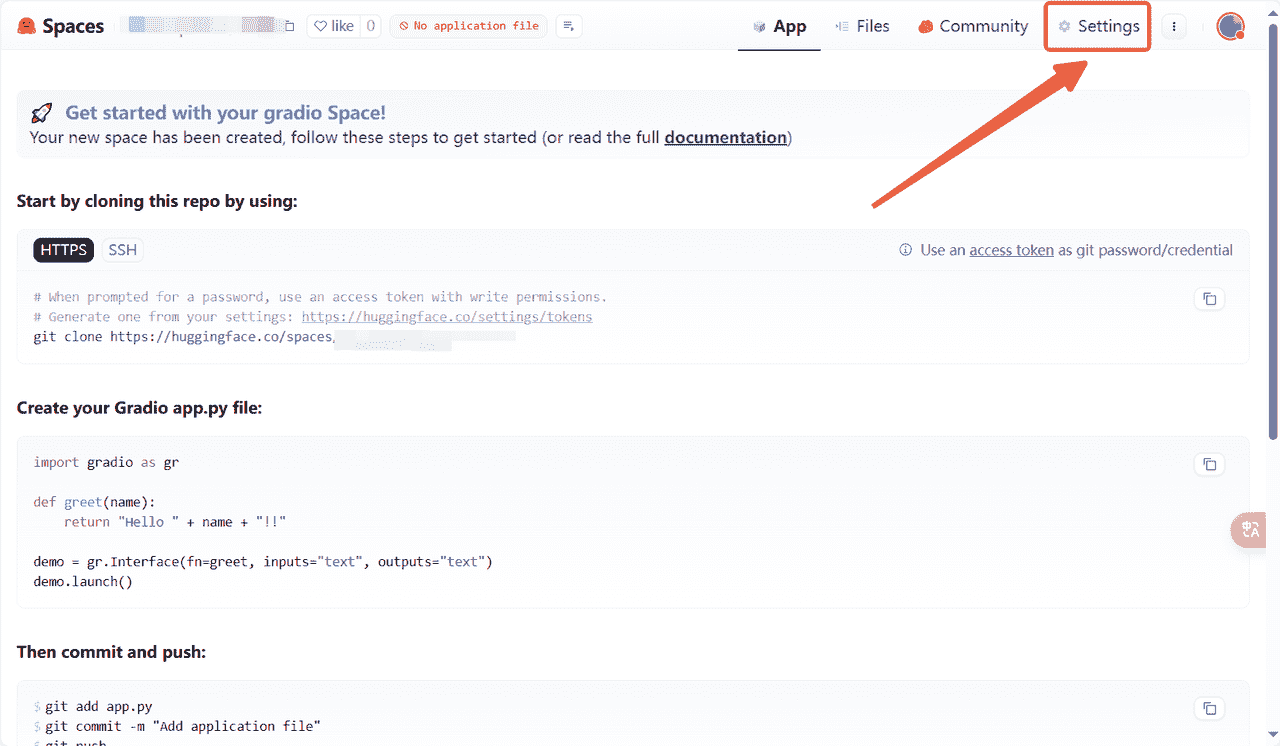 Spaces
like 0
No application file
App
Files
Community
Settings
Get started with your gradio Space!
Your new space has been created, follow these steps to get started (or read the full documentation)
Start by cloning this repo by using:
HTTPS SSH
Use an access token as git password/credential
# When prompted for a password, use an access token with write permissions.
# Generate one from your settings: https://huggingface.co/settings/tokens
git clone https://huggingface.co/spaces
Create your Gradio app.py file:
import gradio as gr
def greet(name):
    return "Hello " + name + "!!"
demo = gr.Interface(fn=greet, inputs="text", outputs="text")
demo.launch()
Then commit and push:
$ git add app.py
$ git commit -m "Add application file"
$ git push